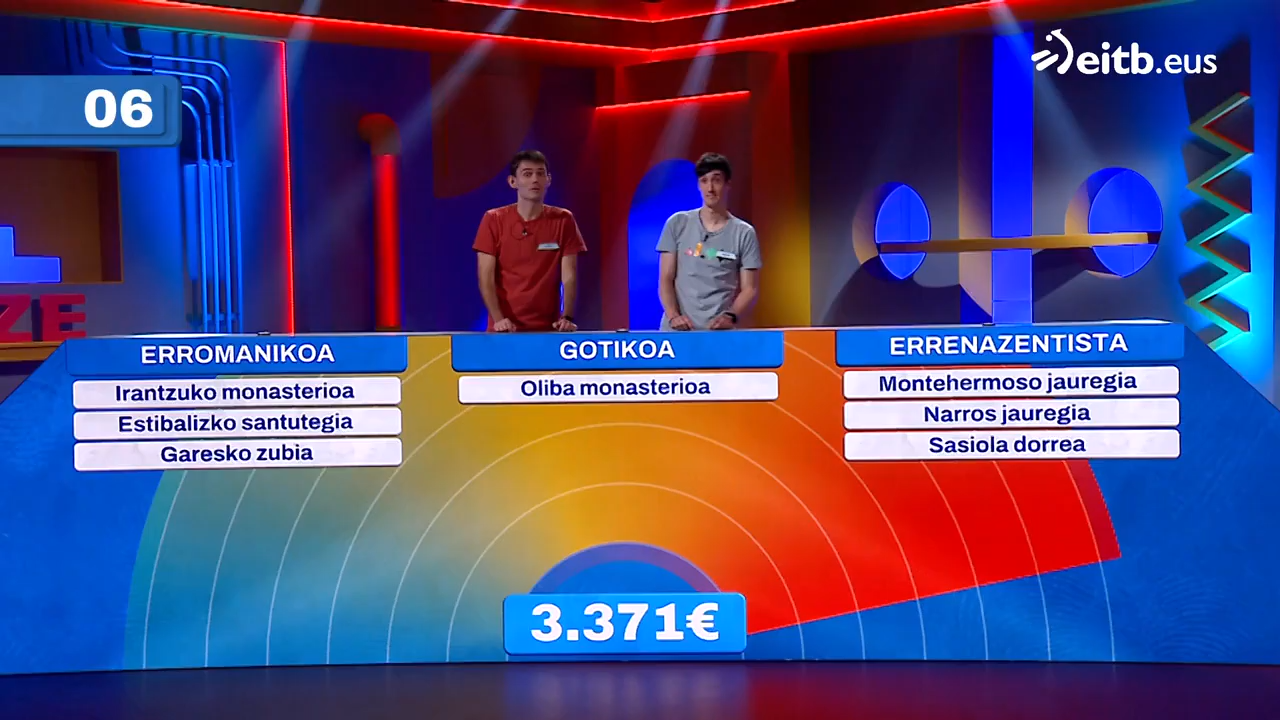 eitb.eus
06
ZE
ERROMANIKOA
Irantzuko monasterioa
Estibalizko santutegia
Garesko zubia
GOTIKOA
Oliba monasterioa
ERRENAZENTISTA
Montehermoso jauregia
Narros jauregia
Sasiola dorrea
3.371€